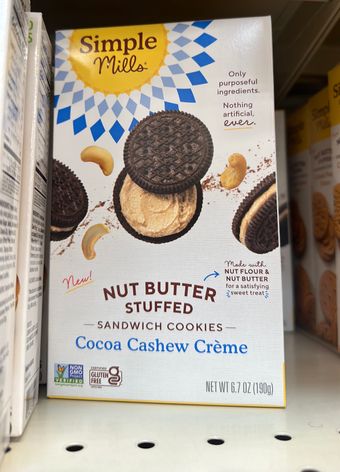 Simple
Mills
Only
purposeful
ingredients.
Nothing
artificial,
ever.
New!
Made with
NUT FLOUR &
NUT BUTTER
for a satisfying
sweet treat
NUT BUTTER
STUFFED
SANDWICH COOKIES
Cocoa Cashew Crème
NON
GMO
VERIFIED
CERTIFIED
GLUTEN
FREE
NET WT 6.7 OZ (190g)